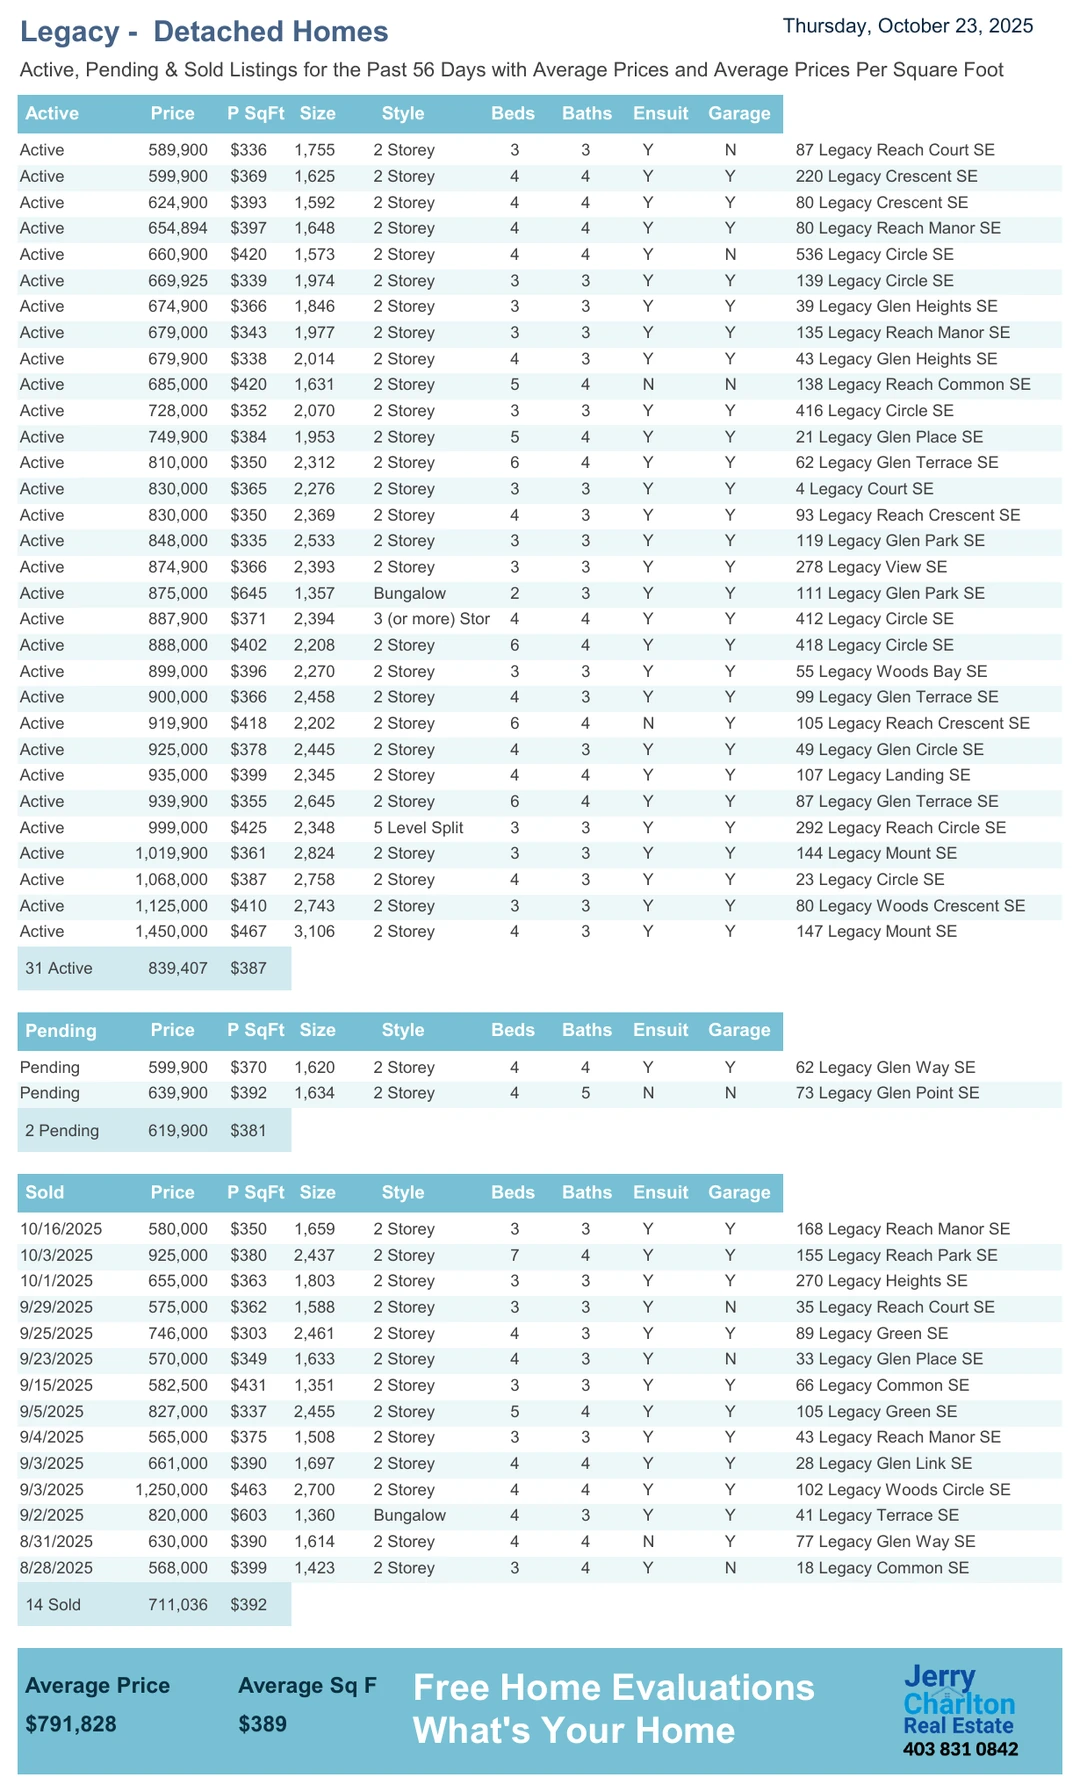 Legacy -  Detached Homes
Thursday, October 23, 2025
Active, Pending & Sold Listings for the Past 56 Days with Average Prices and Average Prices Per Square Foot
Active Price P SqFt Size Style Beds Baths Ensuit Garage
Active 589,900 $336 1,755 2 Storey 3 3 Y N 87 Legacy Reach Court SE
Active 599,900 $369 1,625 2 Storey 4 4 Y Y 220 Legacy Crescent SE
Active 624,900 $393 1,592 2 Storey 4 4 Y Y 80 Legacy Crescent SE
Active 654,894 $397 1,648 2 Storey 4 4 Y Y 80 Legacy Reach Manor SE
Active 660,900 $420 1,573 2 Storey 4 4 Y N 536 Legacy Circle SE
Active 669,925 $339 1,974 2 Storey 3 3 Y Y 139 Legacy Circle SE
Active 674,900 $366 1,846 2 Storey 3 3 Y Y 39 Legacy Glen Heights SE
Active 679,000 $343 1,977 2 Storey 3 3 Y Y 135 Legacy Reach Manor SE
Active 679,900 $338 2,014 2 Storey 4 3 Y Y 43 Legacy Glen Heights SE
Active 685,000 $420 1,631 2 Storey 5 4 N N 138 Legacy Reach Common SE
Active 728,000 $352 2,070 2 Storey 3 3 Y Y 416 Legacy Circle SE
Active 749,900 $384 1,953 2 Storey 5 4 Y Y 21 Legacy Glen Place SE
Active 810,000 $350 2,312 2 Storey 6 4 Y Y 62 Legacy Glen Terrace SE
Active 830,000 $365 2,276 2 Storey 3 3 Y Y 4 Legacy Court SE
Active 830,000 $350 2,369 2 Storey 4 3 Y Y 93 Legacy Reach Crescent SE
Active 848,000 $335 2,533 2 Storey 3 3 Y Y 119 Legacy Glen Park SE
Active 874,900 $366 2,393 2 Storey 3 3 Y Y 278 Legacy View SE
Active 875,000 $645 1,357 Bungalow 2 3 Y Y 111 Legacy Glen Park SE
Active 887,900 $371 2,394 3 (or more) Stor 4 4 Y Y 412 Legacy Circle SE
Active 888,000 $402 2,208 2 Storey 6 4 Y Y 418 Legacy Circle SE
Active 899,000 $396 2,270 2 Storey 3 3 Y Y 55 Legacy Woods Bay SE
Active 900,000 $366 2,458 2 Storey 4 3 Y Y 99 Legacy Glen Terrace SE
Active 919,900 $418 2,202 2 Storey 6 4 N Y 105 Legacy Reach Crescent SE
Active 925,000 $378 2,445 2 Storey 4 3 Y Y 49 Legacy Glen Circle SE
Active 935,000 $399 2,345 2 Storey 4 4 Y Y 107 Legacy Landing SE
Active 939,900 $355 2,645 2 Storey 6 4 Y Y 87 Legacy Glen Terrace SE
Active 999,000 $425 2,348 5 Level Split 3 3 Y Y 292 Legacy Reach Circle SE
Active 1,019,900 $361 2,824 2 Storey 3 3 Y Y 144 Legacy Mount SE
Active 1,068,000 $387 2,758 2 Storey 4 3 Y Y 23 Legacy Circle SE
Active 1,125,000 $410 2,743 2 Storey 3 3 Y Y 80 Legacy Woods Crescent SE
Active 1,450,000 $467 3,106 2 Storey 4 3 Y Y 147 Legacy Mount SE
31 Active 839,407 $387
Pending Price P SqFt Size Style Beds Baths Ensuit Garage
Pending 599,900 $370 1,620 2 Storey 4 4 Y Y 62 Legacy Glen Way SE
Pending 639,900 $392 1,634 2 Storey 4 5 N N 73 Legacy Glen Point SE
2 Pending 619,900 $381
Sold Price P SqFt Size Style Beds Baths Ensuit Garage
10/16/2025 580,000 $350 1,659 2 Storey 3 3 Y Y 168 Legacy Reach Manor SE
10/3/2025 925,000 $380 2,437 2 Storey 7 4 Y Y 155 Legacy Reach Park SE
10/1/2025 655,000 $363 1,803 2 Storey 3 3 Y Y 270 Legacy Heights SE
9/29/2025 575,000 $362 1,588 2 Storey 3 3 Y N 35 Legacy Reach Court SE
9/25/2025 746,000 $303 2,461 2 Storey 4 3 Y Y 89 Legacy Green SE
9/23/2025 570,000 $349 1,633 2 Storey 4 3 Y N 33 Legacy Glen Place SE
9/15/2025 582,500 $431 1,351 2 Storey 3 3 Y Y 66 Legacy Common SE
9/5/2025 827,000 $337 2,455 2 Storey 5 4 Y Y 105 Legacy Green SE
9/4/2025 565,000 $375 1,508 2 Storey 3 3 Y Y 43 Legacy Reach Manor SE
9/3/2025 661,000 $390 1,697 2 Storey 4 4 Y Y 28 Legacy Glen Link SE
9/3/2025 1,250,000 $463 2,700 2 Storey 4 4 Y Y 102 Legacy Woods Circle SE
9/2/2025 820,000 $603 1,360 Bungalow 4 3 Y Y 41 Legacy Terrace SE
8/31/2025 630,000 $390 1,614 2 Storey 4 4 N Y 77 Legacy Glen Way SE
8/28/2025 568,000 $399 1,423 2 Storey 3 4 Y N 18 Legacy Common SE
14 Sold 711,036 $392
Average Price Average Sq F
$791,828 $389
Free Home Evaluations
What's Your Home
Jerry
Charlton
Real Estate
403 831 0842